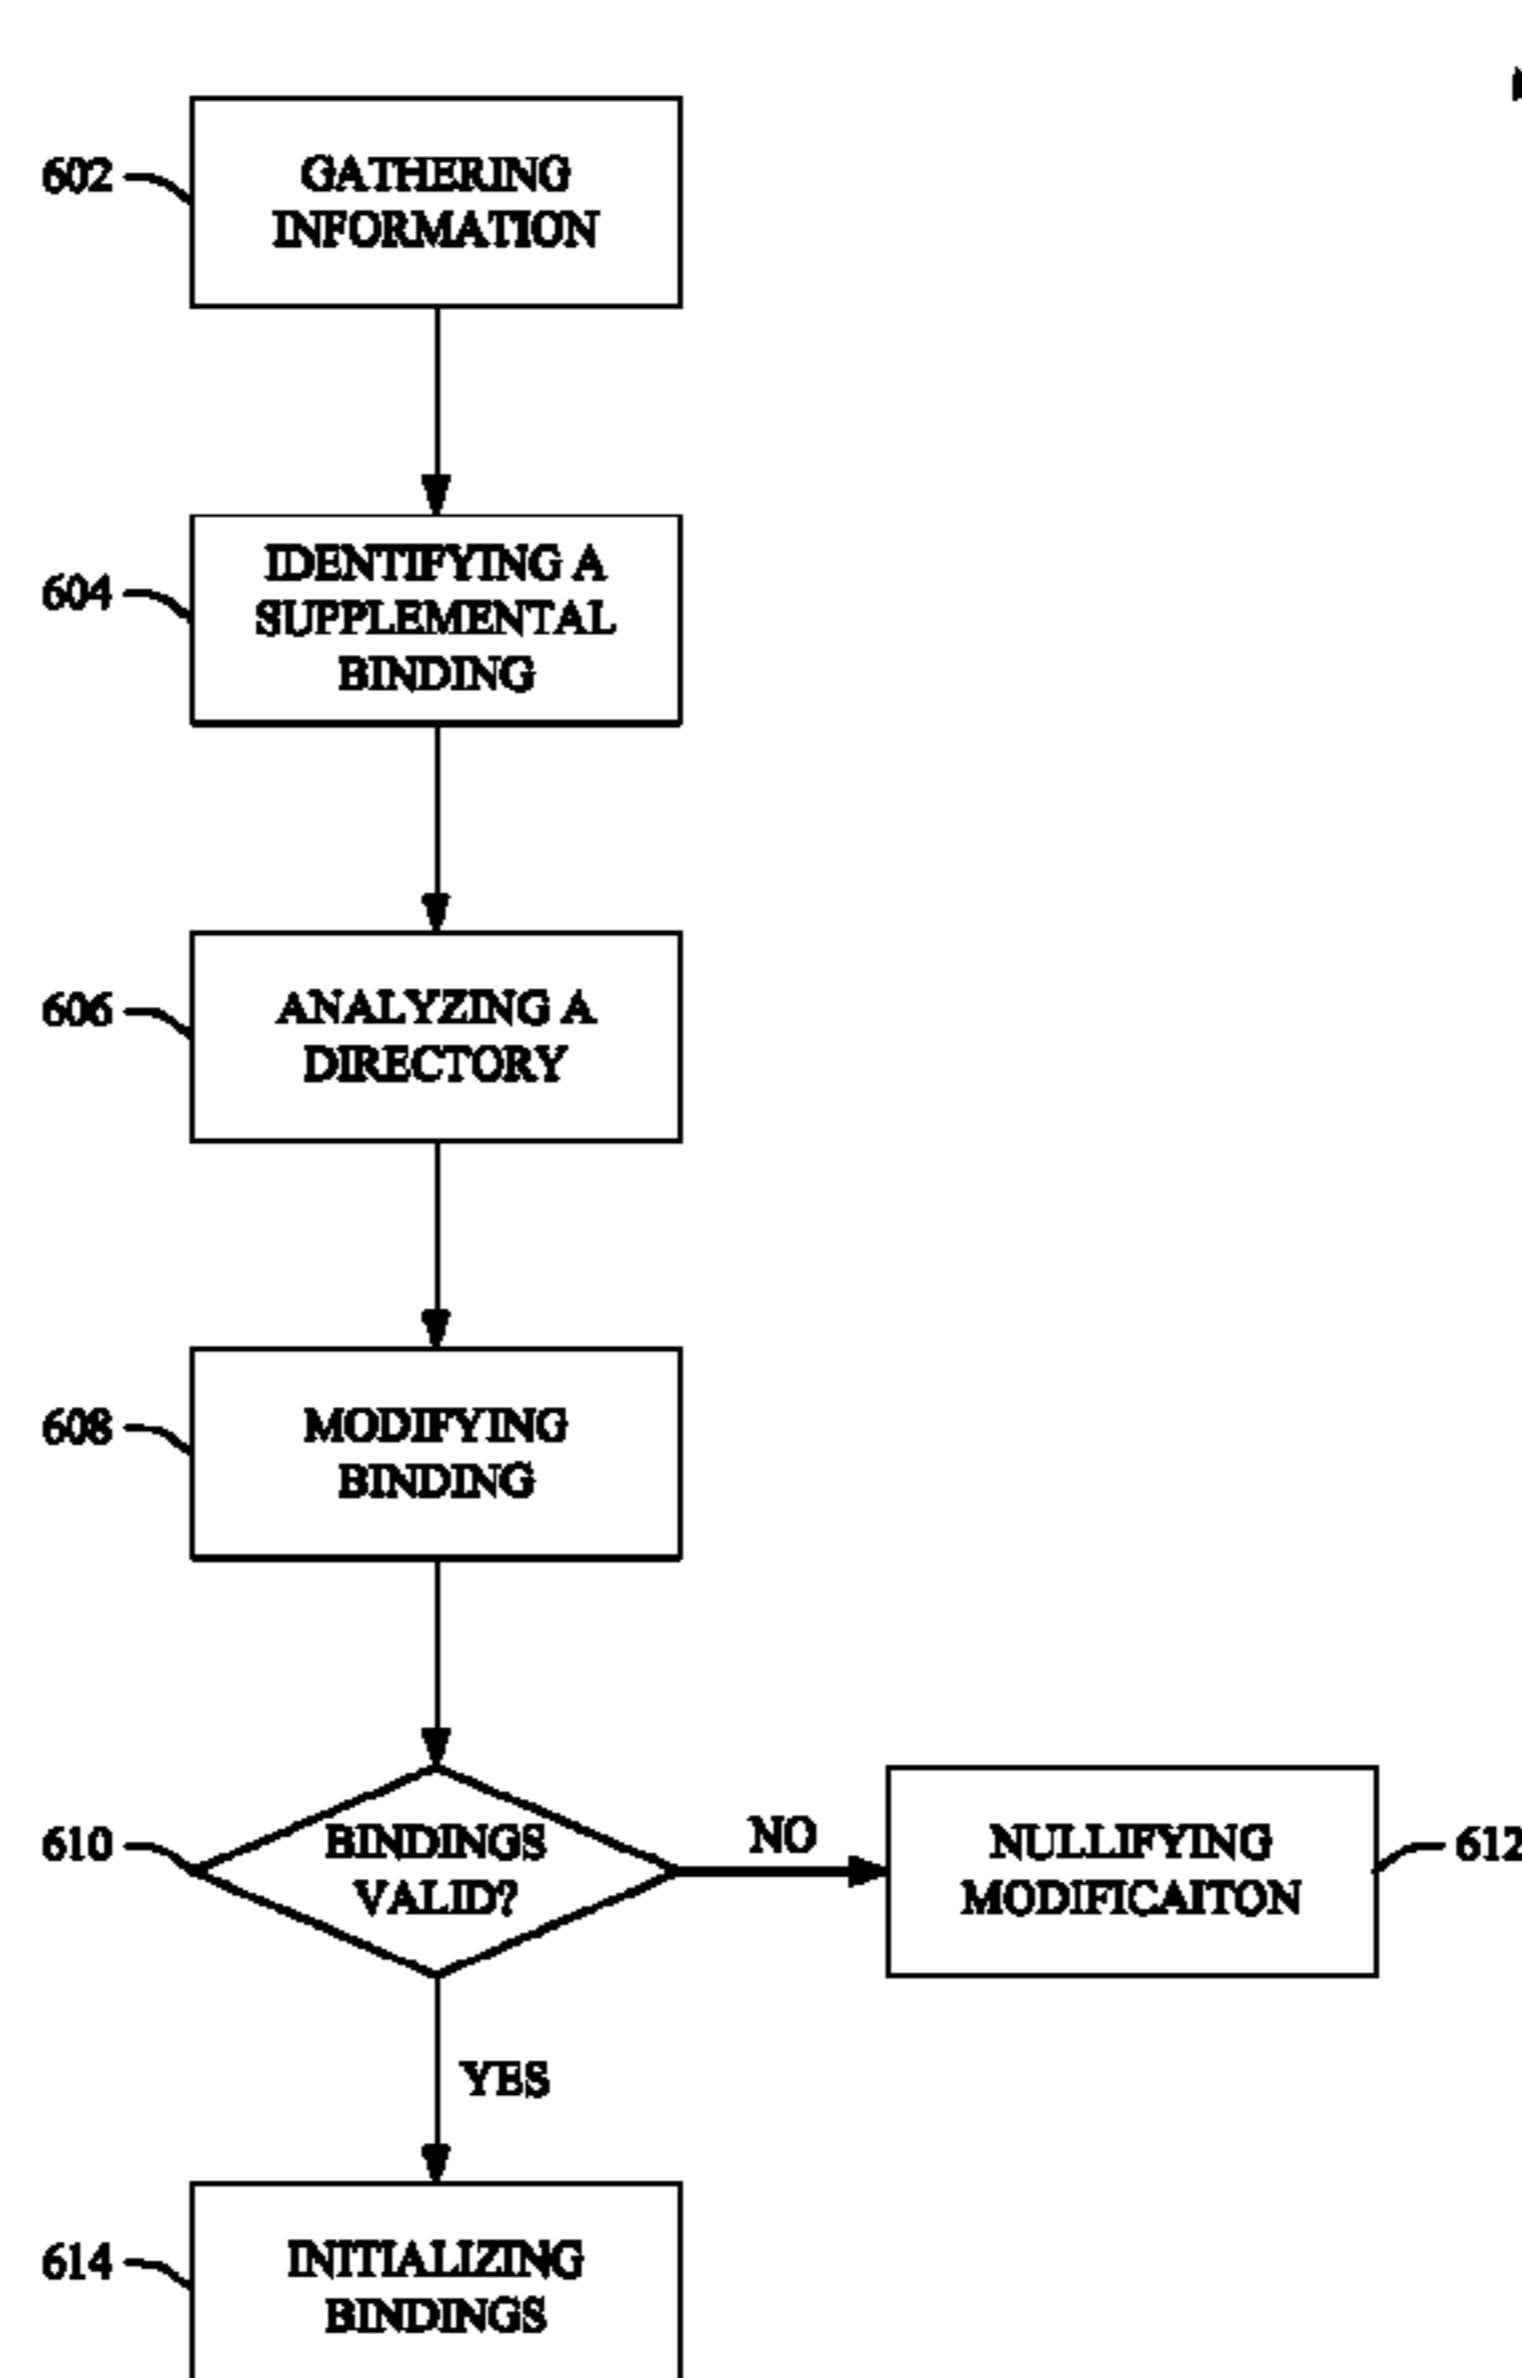 602
GATHERING
INFORMATION
604
IDENTIFYING A
SUPPLEMENTAL
BINDING
606
ANALYZING A
DIRECTORY
608
MODIFYING
BINDING
610
BINDINGS
VALID?
NO
NULLIFYING
MODIFICAITON
612
YES
614
INITIALIZING
BINDINGS